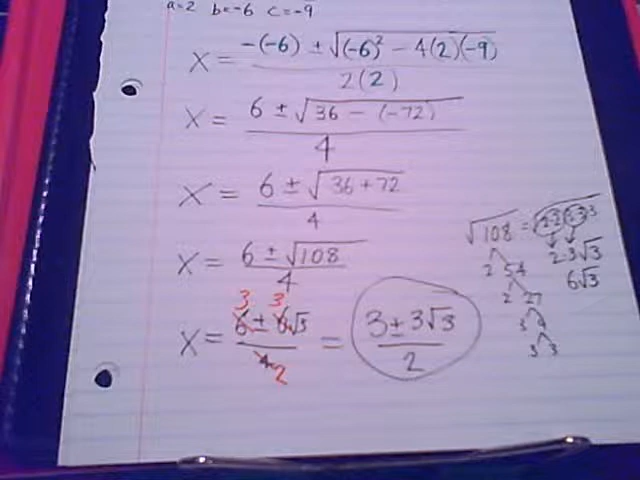 a=2 b=-6 c=-9
x = -(-6) ± √(-6)² - 4(2)(-9)
2(2)
x = 6 ± √36 - (-72)
4
x = 6 ± √36 + 72
4
x = 6 ± √108
4
3 3
x = 6 ± 6√3 = 3 ± 3√3
4 2 2
√108 = √2·2·3·3·3
2 54 2·3√3
2 27 6√3
3 9
3 3